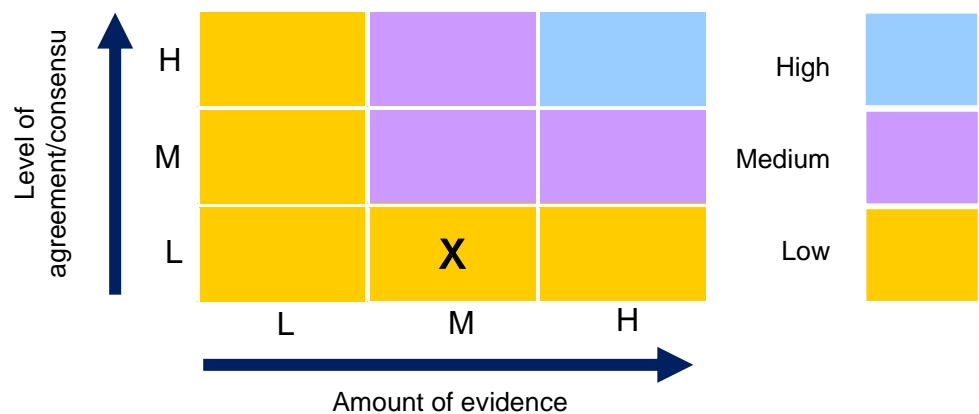 Level of
agreement/consensu
H
M
L
X
L
M
H
Amount of evidence
High
Medium
Low